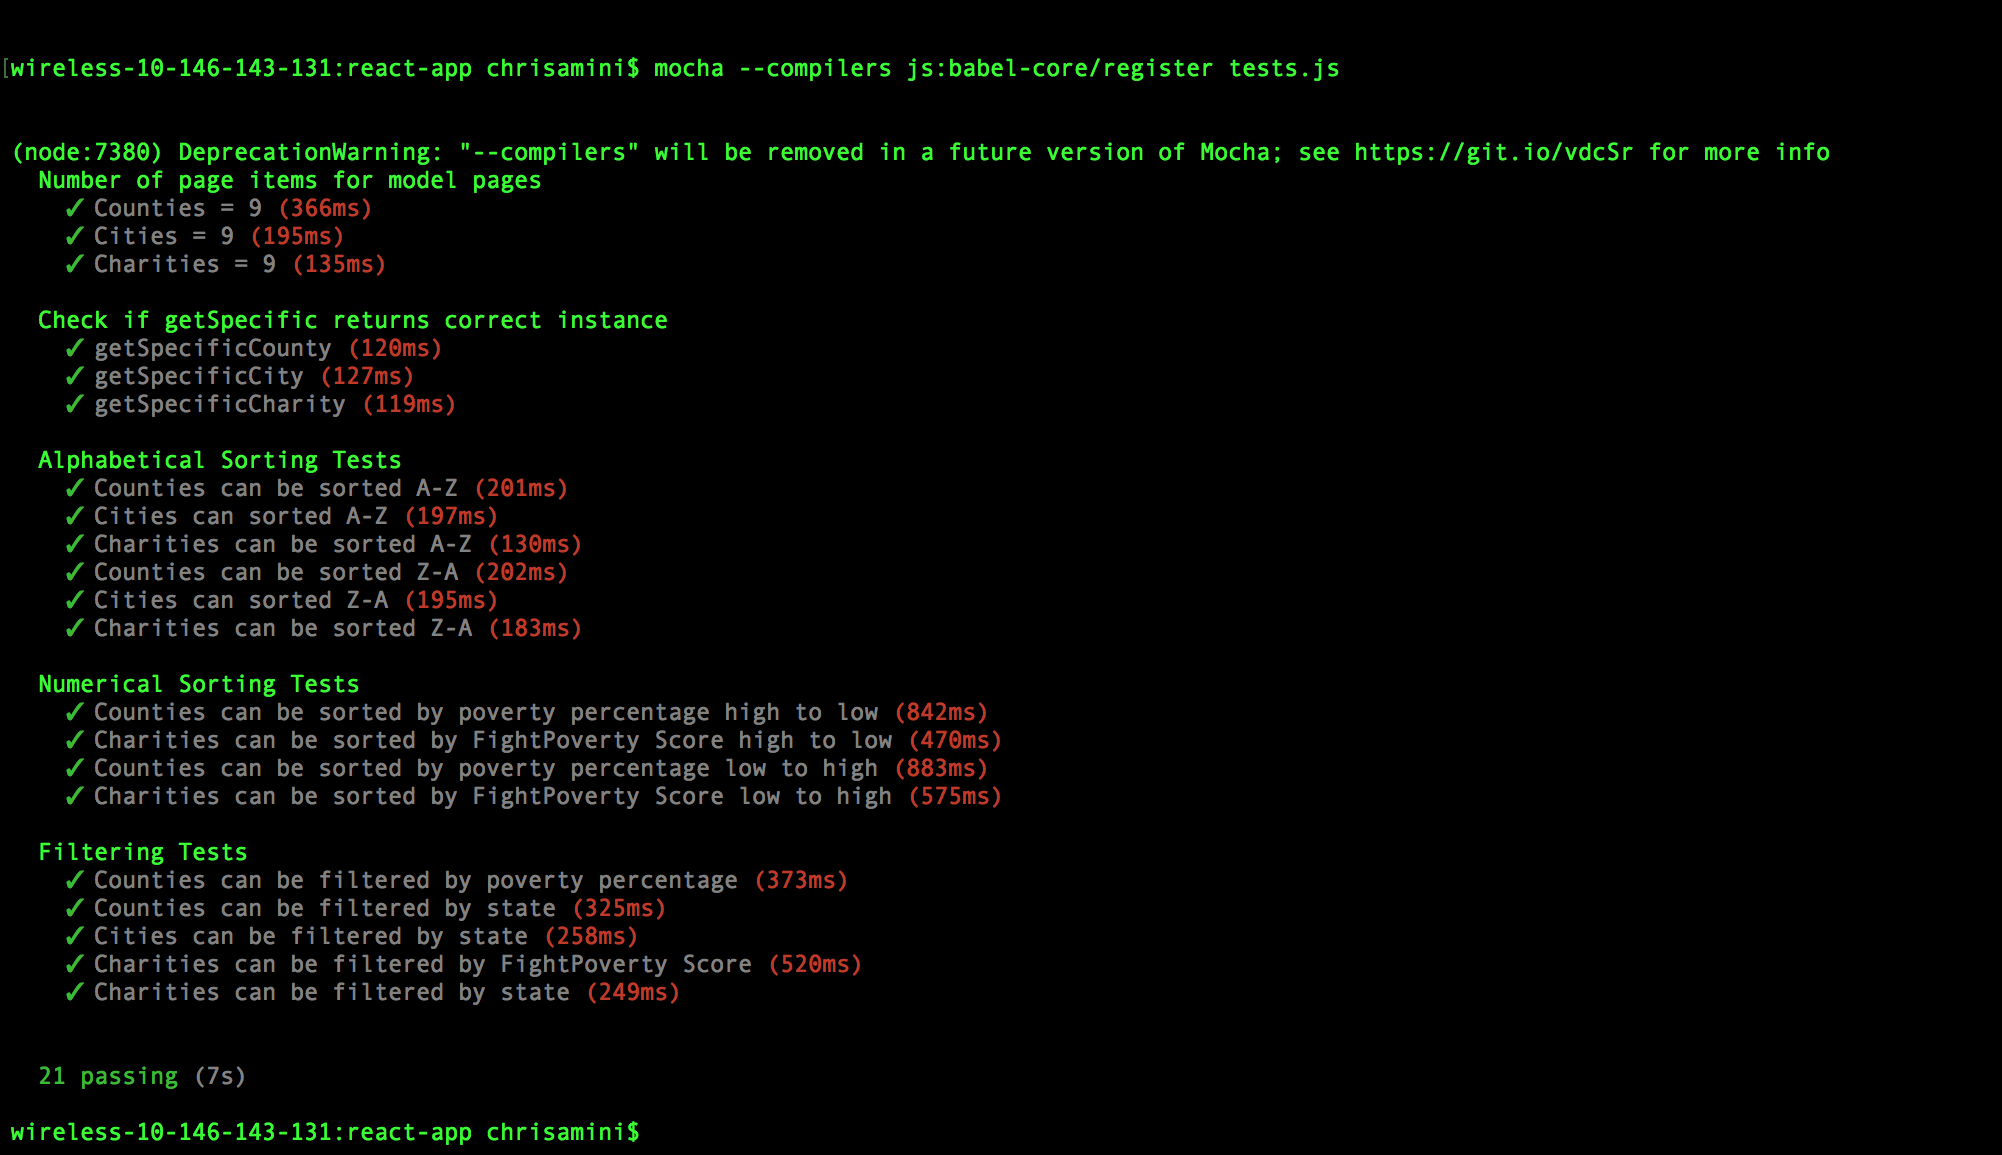 [wireless-10-146-143-131:react-app chrisamini$ mocha --compilers js:babel-core/register tests.js
(node:7380) DeprecationWarning: "--compilers" will be removed in a future version of Mocha; see https://git.io/vdcSr for more info
Number of page items for model pages
✓ Counties = 9 (366ms)
✓ Cities = 9 (195ms)
✓ Charities = 9 (135ms)
Check if getSpecific returns correct instance
✓ getSpecificCounty (120ms)
✓ getSpecificCity (127ms)
✓ getSpecificCharity (119ms)
Alphabetical Sorting Tests
✓ Counties can be sorted A-Z (201ms)
✓ Cities can sorted A-Z (197ms)
✓ Charities can be sorted A-Z (130ms)
✓ Counties can be sorted Z-A (202ms)
✓ Cities can sorted Z-A (195ms)
✓ Charities can be sorted Z-A (183ms)
Numerical Sorting Tests
✓ Counties can be sorted by poverty percentage high to low (842ms)
✓ Charities can be sorted by FightPoverty Score high to low (470ms)
✓ Counties can be sorted by poverty percentage low to high (883ms)
✓ Charities can be sorted by FightPoverty Score low to high (575ms)
Filtering Tests
✓ Counties can be filtered by poverty percentage (373ms)
✓ Counties can be filtered by state (325ms)
✓ Cities can be filtered by state (258ms)
✓ Charities can be filtered by FightPoverty Score (520ms)
✓ Charities can be filtered by state (249ms)
21 passing (7s)
wireless-10-146-143-131:react-app chrisamini$